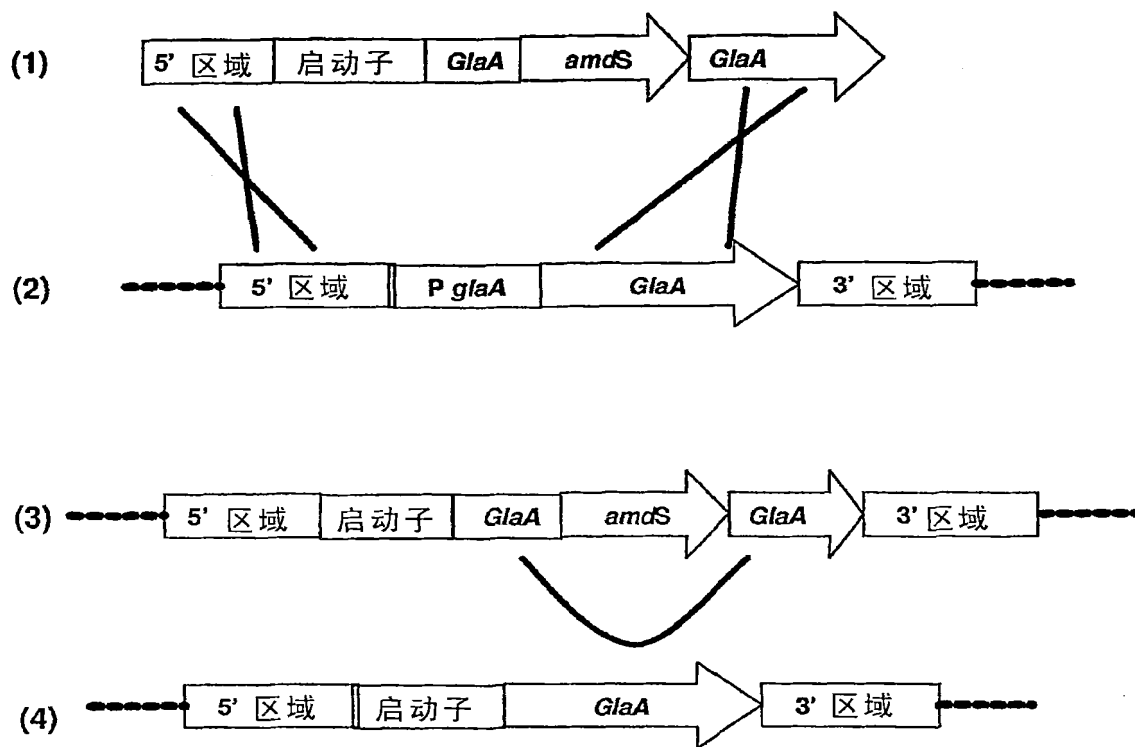 (1) 5' 区域 启动子 GlaA amdS GlaA
(2) 5' 区域 P glaA GlaA 3' 区域
(3) 5' 区域 启动子 GlaA amdS GlaA 3' 区域
(4) 5' 区域 启动子 GlaA 3' 区域